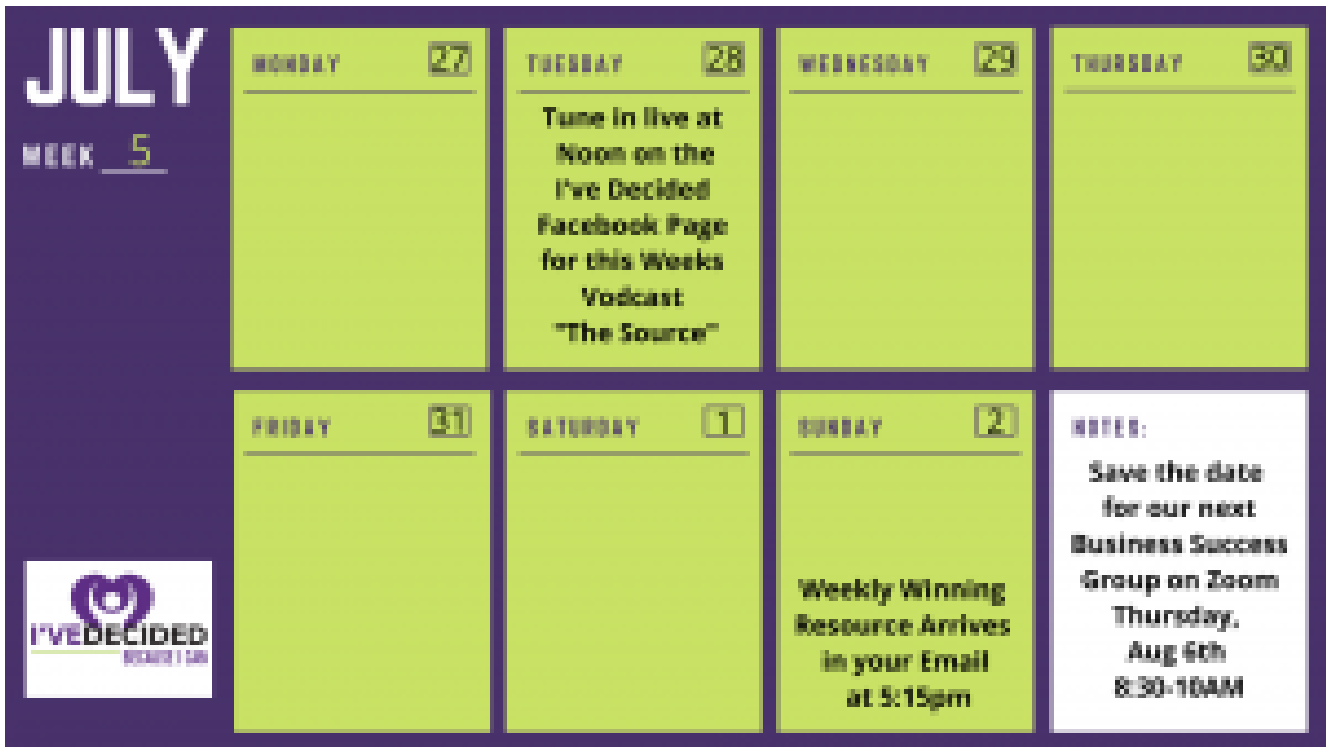 JULY
WEEK 5
MONDAY 27
TUESDAY 28
Tune in live at
Noon on the
I've Decided
Facebook Page
for this Weeks
Vodcast
"The Source"
WEDNESDAY 29
THURSDAY 30
FRIDAY 31
SATURDAY 1
SUNDAY 2
Weekly Winning
Resource Arrives
in your Email
at 5:15pm
NOTES:
Save the date
for our next
Business Success
Group on Zoom
Thursday,
Aug 6th
8:30-10AM
I'VEDECIDED
BECAUSE I CAN